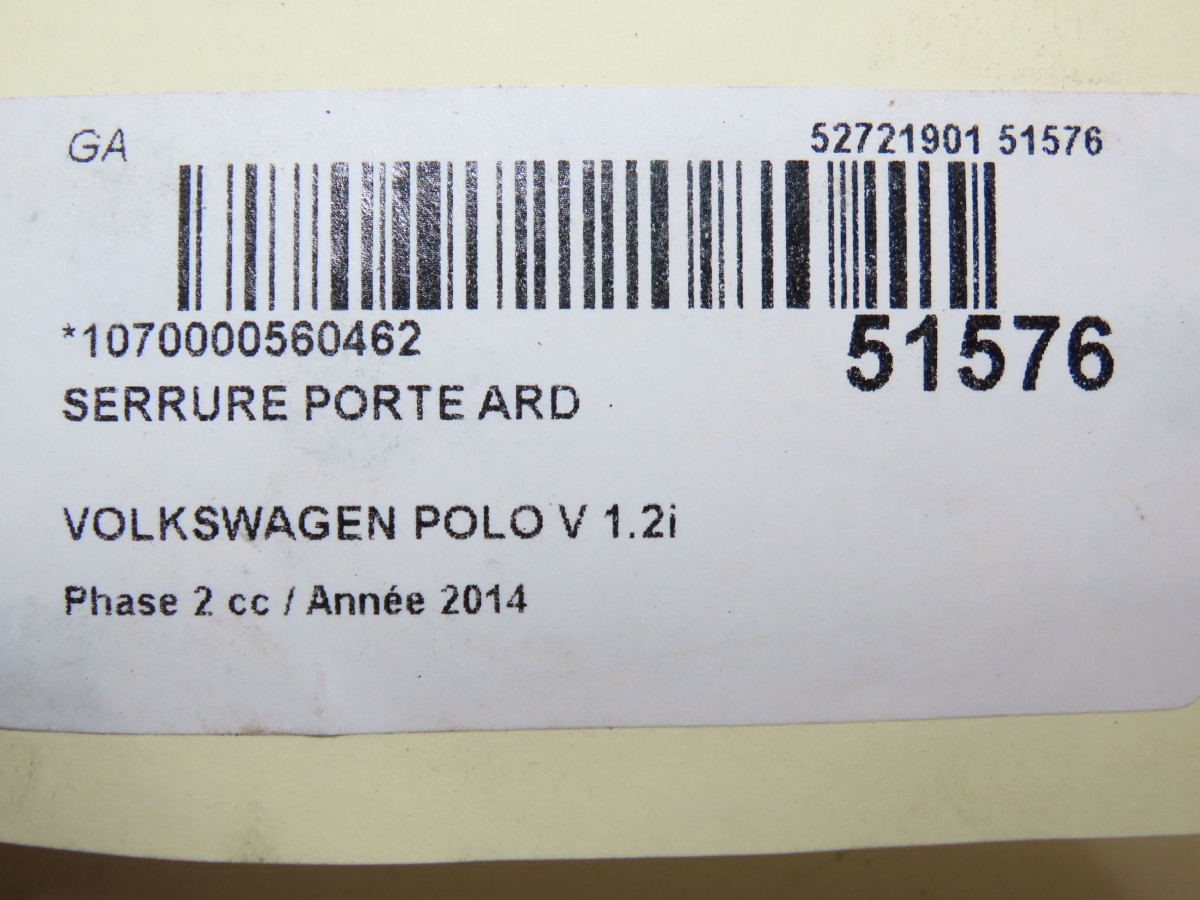 GA
52721901 51576
*1070000560462
51576
SERRURE PORTE ARD
VOLKSWAGEN POLO V 1.2i
Phase 2 cc / Année 2014